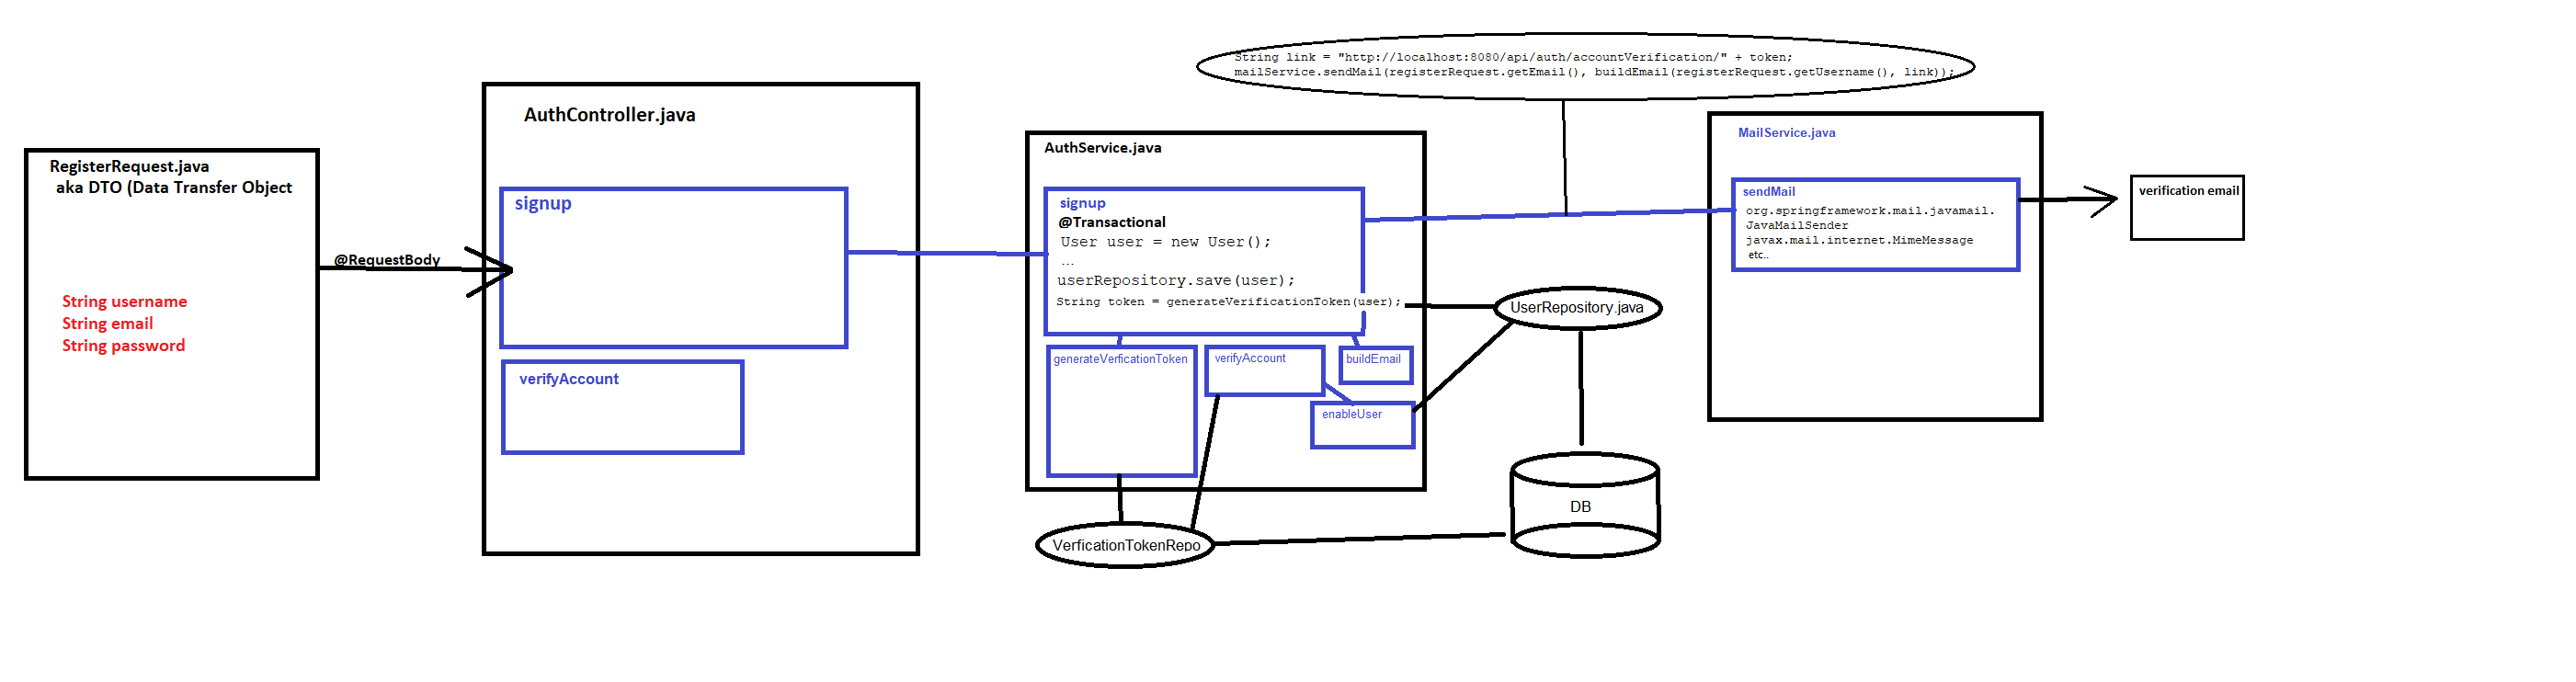 String link = "http://localhost:8080/api/auth/accountVerification/" + token;
mailService.sendMail(registerRequest.getEmail(), buildEmail(registerRequest.getUsername(), link));
RegisterRequest.java
aka DTO (Data Transfer Object
String username
String email
String password
@RequestBody
AuthController.java
signup
verifyAccount
AuthService.java
signup
@Transactional
User user = new User();
...
userRepository.save(user);
String token = generateVerificationToken(user);
generateVerficationToken
verifyAccount
buildEmail
enableUser
VerficationTokenRepo
UserRepository.java
DB
MailService.java
sendMail
org.springframework.mail.javamail.
JavaMailSender
javax.mail.internet.MimeMessage
etc..
verification email